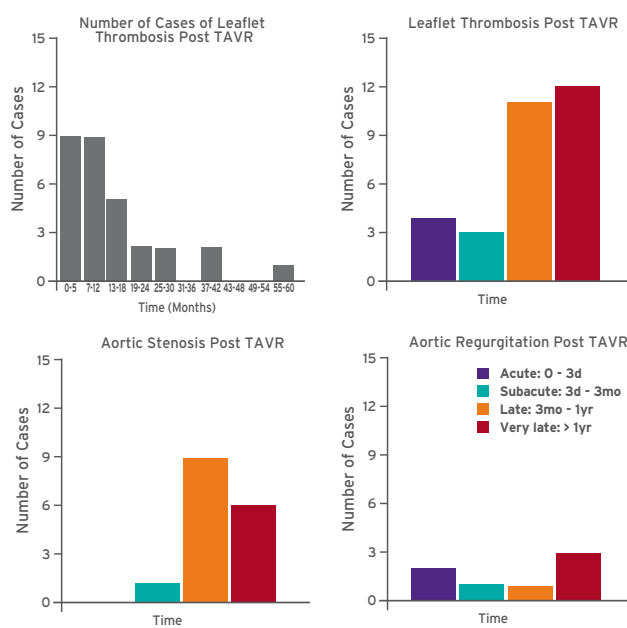 Number of Cases of Leaflet
Thrombosis Post TAVR
15
12
9
6
3
0
Number of Cases
0-5 7-12 13-18 19-24 25-30 31-36 37-42 43-48 49-54 55-60
Time (Months)
Leaflet Thrombosis Post TAVR
15
12
9
6
3
0
Number of Cases
Time
Aortic Stenosis Post TAVR
15
12
9
6
3
0
Number of Cases
Time
Aortic Regurgitation Post TAVR
15
12
9
6
3
0
Number of Cases
Acute: 0 - 3d
Subacute: 3d - 3mo
Late: 3mo - 1yr
Very late: > 1yr
Time